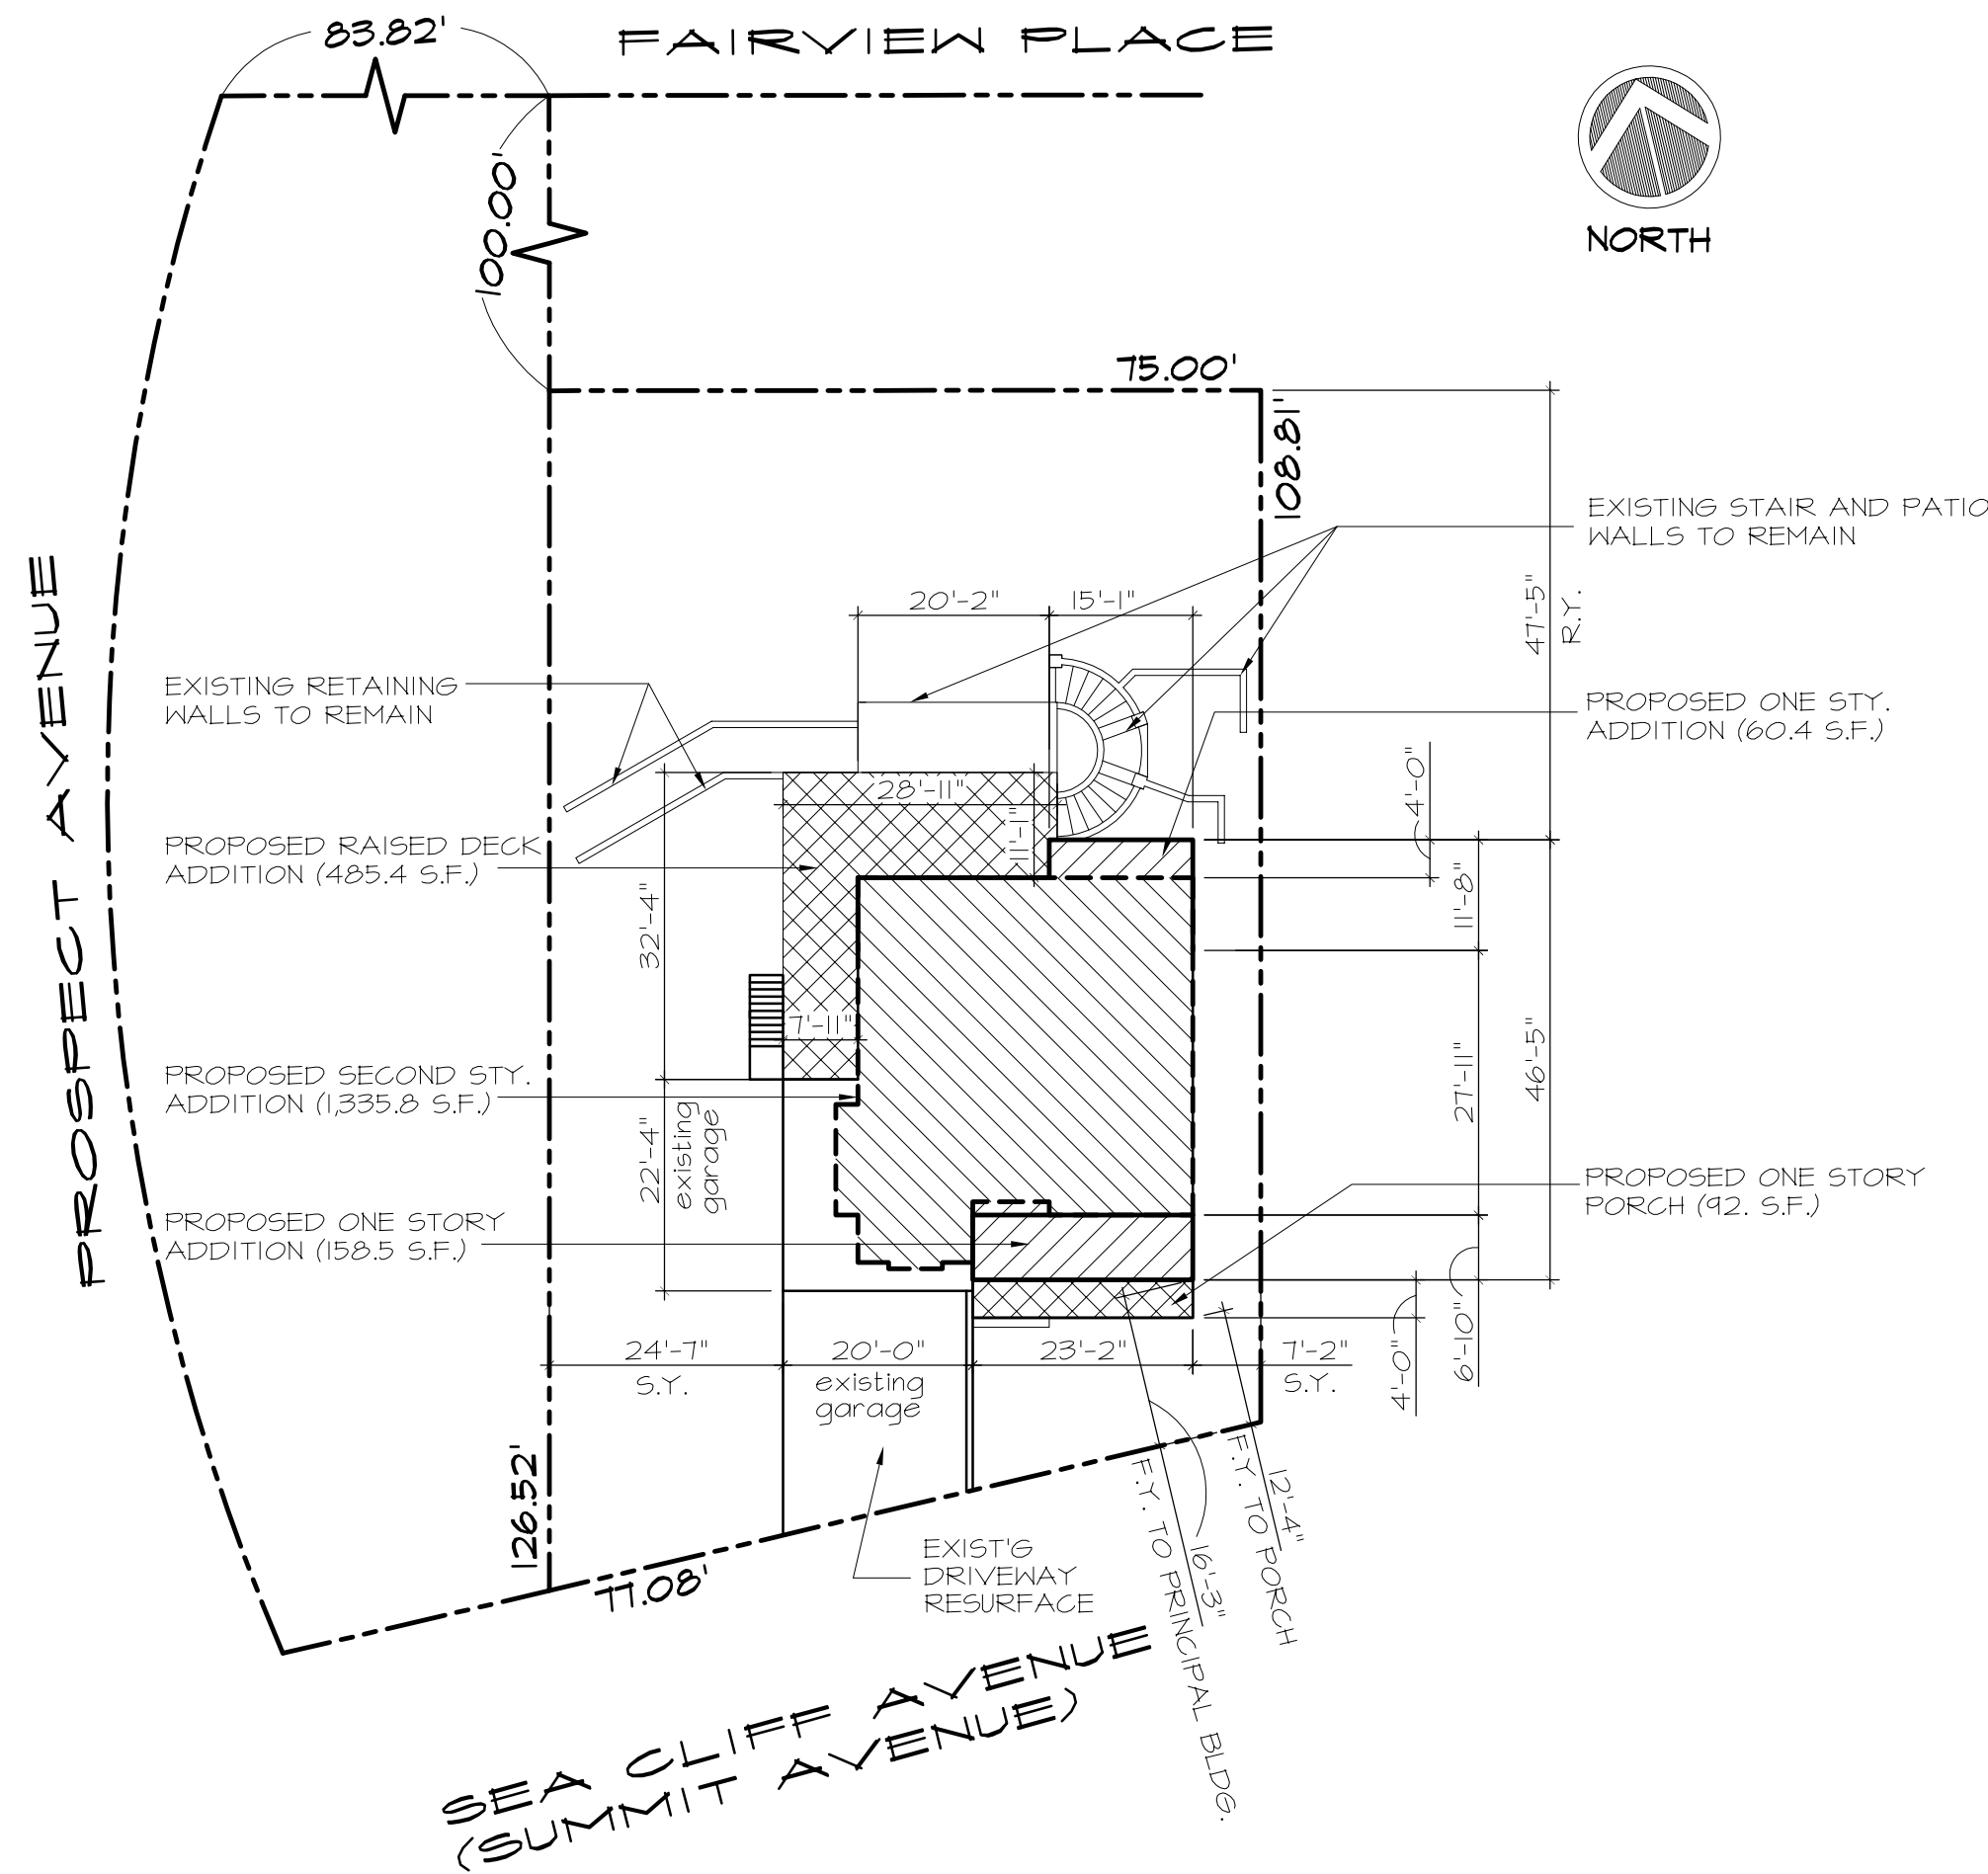 83.82'
FAIRVIEW PLACE
NORTH
100.00'
75.00'
108.81'
PROSPECT AVENUE
EXISTING STAIR AND PATIO
WALLS TO REMAIN
47'-5"
R.Y.
20'-2"
15'-1"
EXISTING RETAINING
WALLS TO REMAIN
PROPOSED ONE STY.
ADDITION (60.4 S.F.)
4'-0"
28'-11"
11'-1"
PROPOSED RAISED DECK
ADDITION (485.4 S.F.)
32'-4"
11'-8"
7'-11"
27'-11"
46'-5"
PROPOSED SECOND STY.
ADDITION (1,335.8 S.F.)
22'-4"
existing
garage
PROPOSED ONE STORY
PORCH (92. S.F.)
PROPOSED ONE STORY
ADDITION (158.5 S.F.)
24'-7"
S.Y.
20'-0"
existing
garage
23'-2"
7'-2"
S.Y.
4'-0"
6'-10"
126.52'
77.08'
EXIST'G
DRIVEWAY
RESURFACE
16'-3"
F.Y. TO PRINCIPAL BLDG.
12'-4"
F.Y. TO PORCH
SEA CLIFF AVENUE
(SUMMIT AVENUE)